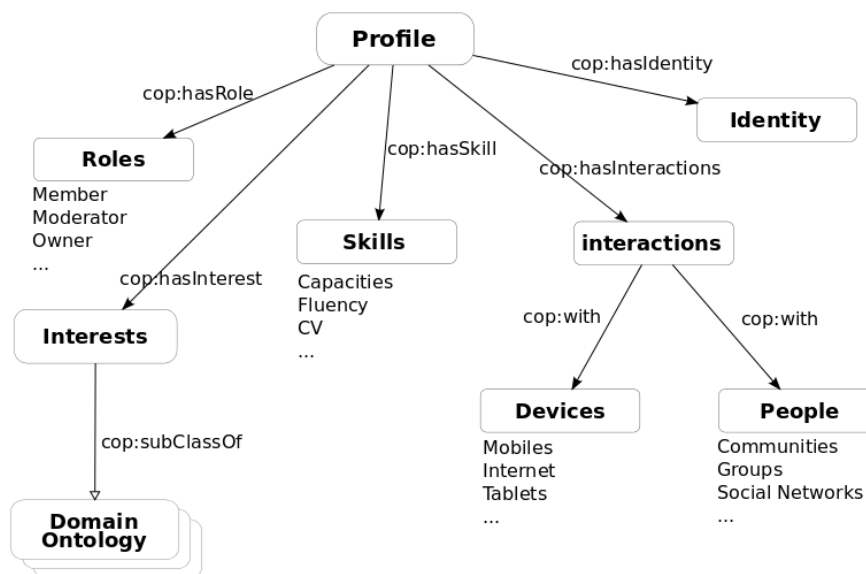 Profile
cop:hasIdentity
cop:hasRole
Identity
cop:hasSkill
Roles
cop:hasInteractions
Member
Moderator
Owner
...
Skills
interactions
cop:hasInterest
Capacities
Fluency
CV
...
cop:with
cop:with
Interests
Devices
People
cop:subClassOf
Mobiles
Internet
Tablets
...
Communities
Groups
Social Networks
...
Domain
Ontology